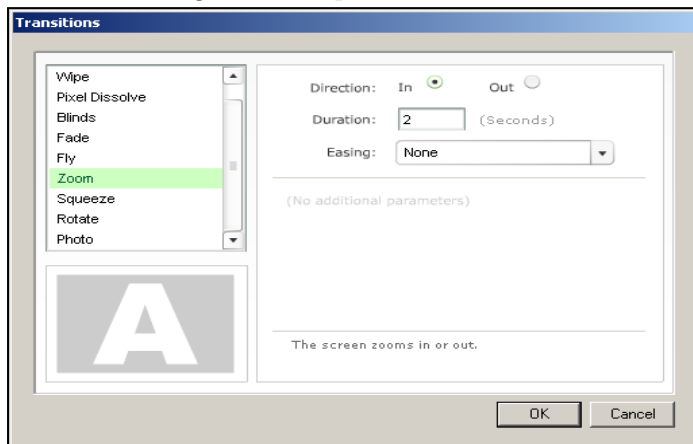 Transitions
Wipe
Pixel Dissolve
Blinds
Fade
Fly
Zoom
Squeeze
Rotate
Photo
Direction: In Out
Duration: 2 (Seconds)
Easing: None
(No additional parameters)
The screen zooms in or out.
A
OK Cancel